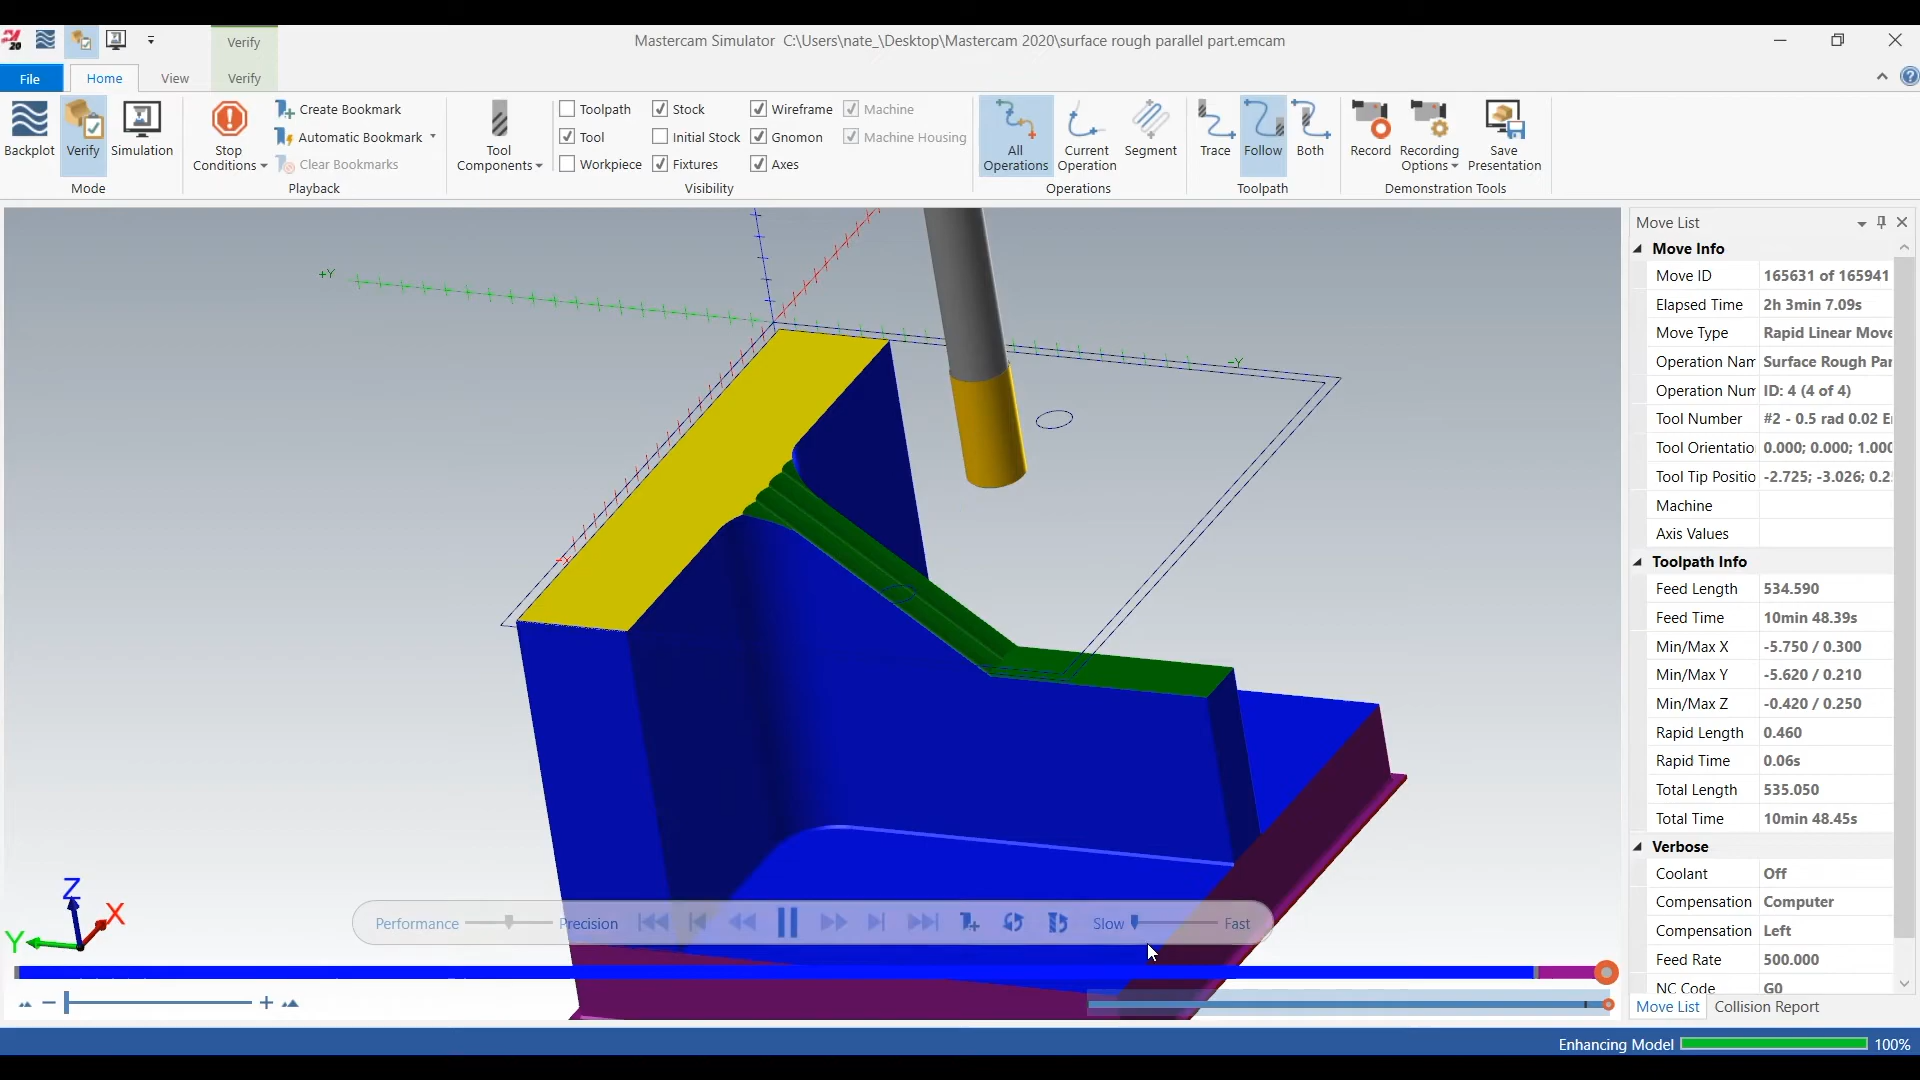 20
Verify
Mastercam Simulator C:\Users\nate_\Desktop\Mastercam 2020\surface rough parallel part.emcam
File
Home
View
Verify
Backplot
Verify
Simulation
Mode
Stop
Conditions
Create Bookmark
Automatic Bookmark
Clear Bookmarks
Playback
Tool
Components
Toolpath
Stock
Wireframe
Machine
Tool
Initial Stock
Gnomon
Machine Housing
Workpiece
Fixtures
Axes
Visibility
All
Operations
Current
Operation
Segment
Operations
Trace
Follow
Both
Toolpath
Record
Recording
Options
Save
Presentation
Demonstration Tools
+Y
-Y
-X
Z
X
Y
Performance
Precision
Slow
Fast
Move List
Move Info
Move ID 165631 of 165941
Elapsed Time 2h 3min 7.09s
Move Type Rapid Linear Move
Operation Nam Surface Rough Par
Operation Num ID: 4 (4 of 4)
Tool Number #2 - 0.5 rad 0.02 E
Tool Orientatio 0.000; 0.000; 1.000
Tool Tip Positio -2.725; -3.026; 0.2
Machine
Axis Values
Toolpath Info
Feed Length 534.590
Feed Time 10min 48.39s
Min/Max X -5.750 / 0.300
Min/Max Y -5.620 / 0.210
Min/Max Z -0.420 / 0.250
Rapid Length 0.460
Rapid Time 0.06s
Total Length 535.050
Total Time 10min 48.45s
Verbose
Coolant Off
Compensation Computer
Compensation Left
Feed Rate 500.000
NC Code G0
Move List
Collision Report
Enhancing Model 100%